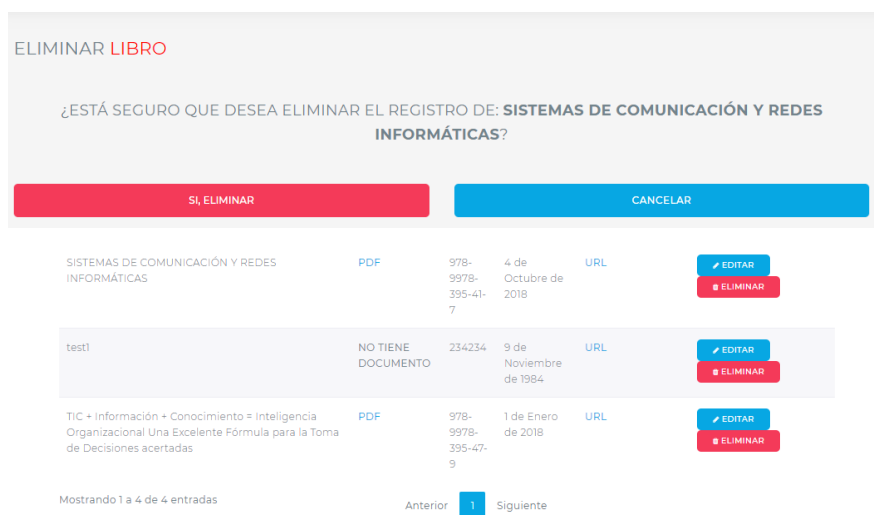 ELIMINAR LIBRO
¿ESTÁ SEGURO QUE DESEA ELIMINAR EL REGISTRO DE: SISTEMAS DE COMUNICACIÓN Y REDES
INFORMÁTICAS?
SI, ELIMINAR
CANCELAR
SISTEMAS DE COMUNICACIÓN Y REDES
INFORMÁTICAS
PDF
978-
9978-
395-41-
7
4 de
Octubre de
2018
URL
EDITAR
ELIMINAR
test1
NO TIENE
DOCUMENTO
234234
9 de
Noviembre
de 1984
URL
EDITAR
ELIMINAR
TIC + Información + Conocimiento = Inteligencia
Organizacional Una Excelente Fórmula para la Toma
de Decisiones acertadas
PDF
978-
9978-
395-47-
9
1 de Enero
de 2018
URL
EDITAR
ELIMINAR
Mostrando 1 a 4 de 4 entradas
Anterior 1 Siguiente